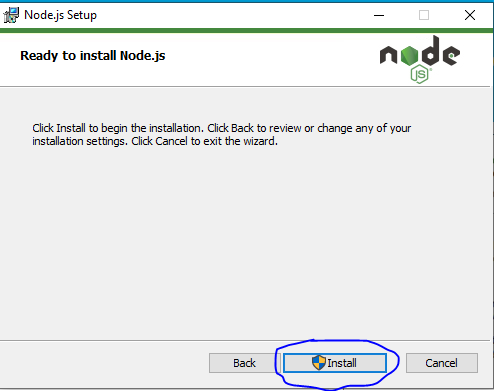 Node.js Setup
Ready to install Node.js
node
JS
Click Install to begin the installation. Click Back to review or change any of your
installation settings. Click Cancel to exit the wizard.
Back
Install
Cancel